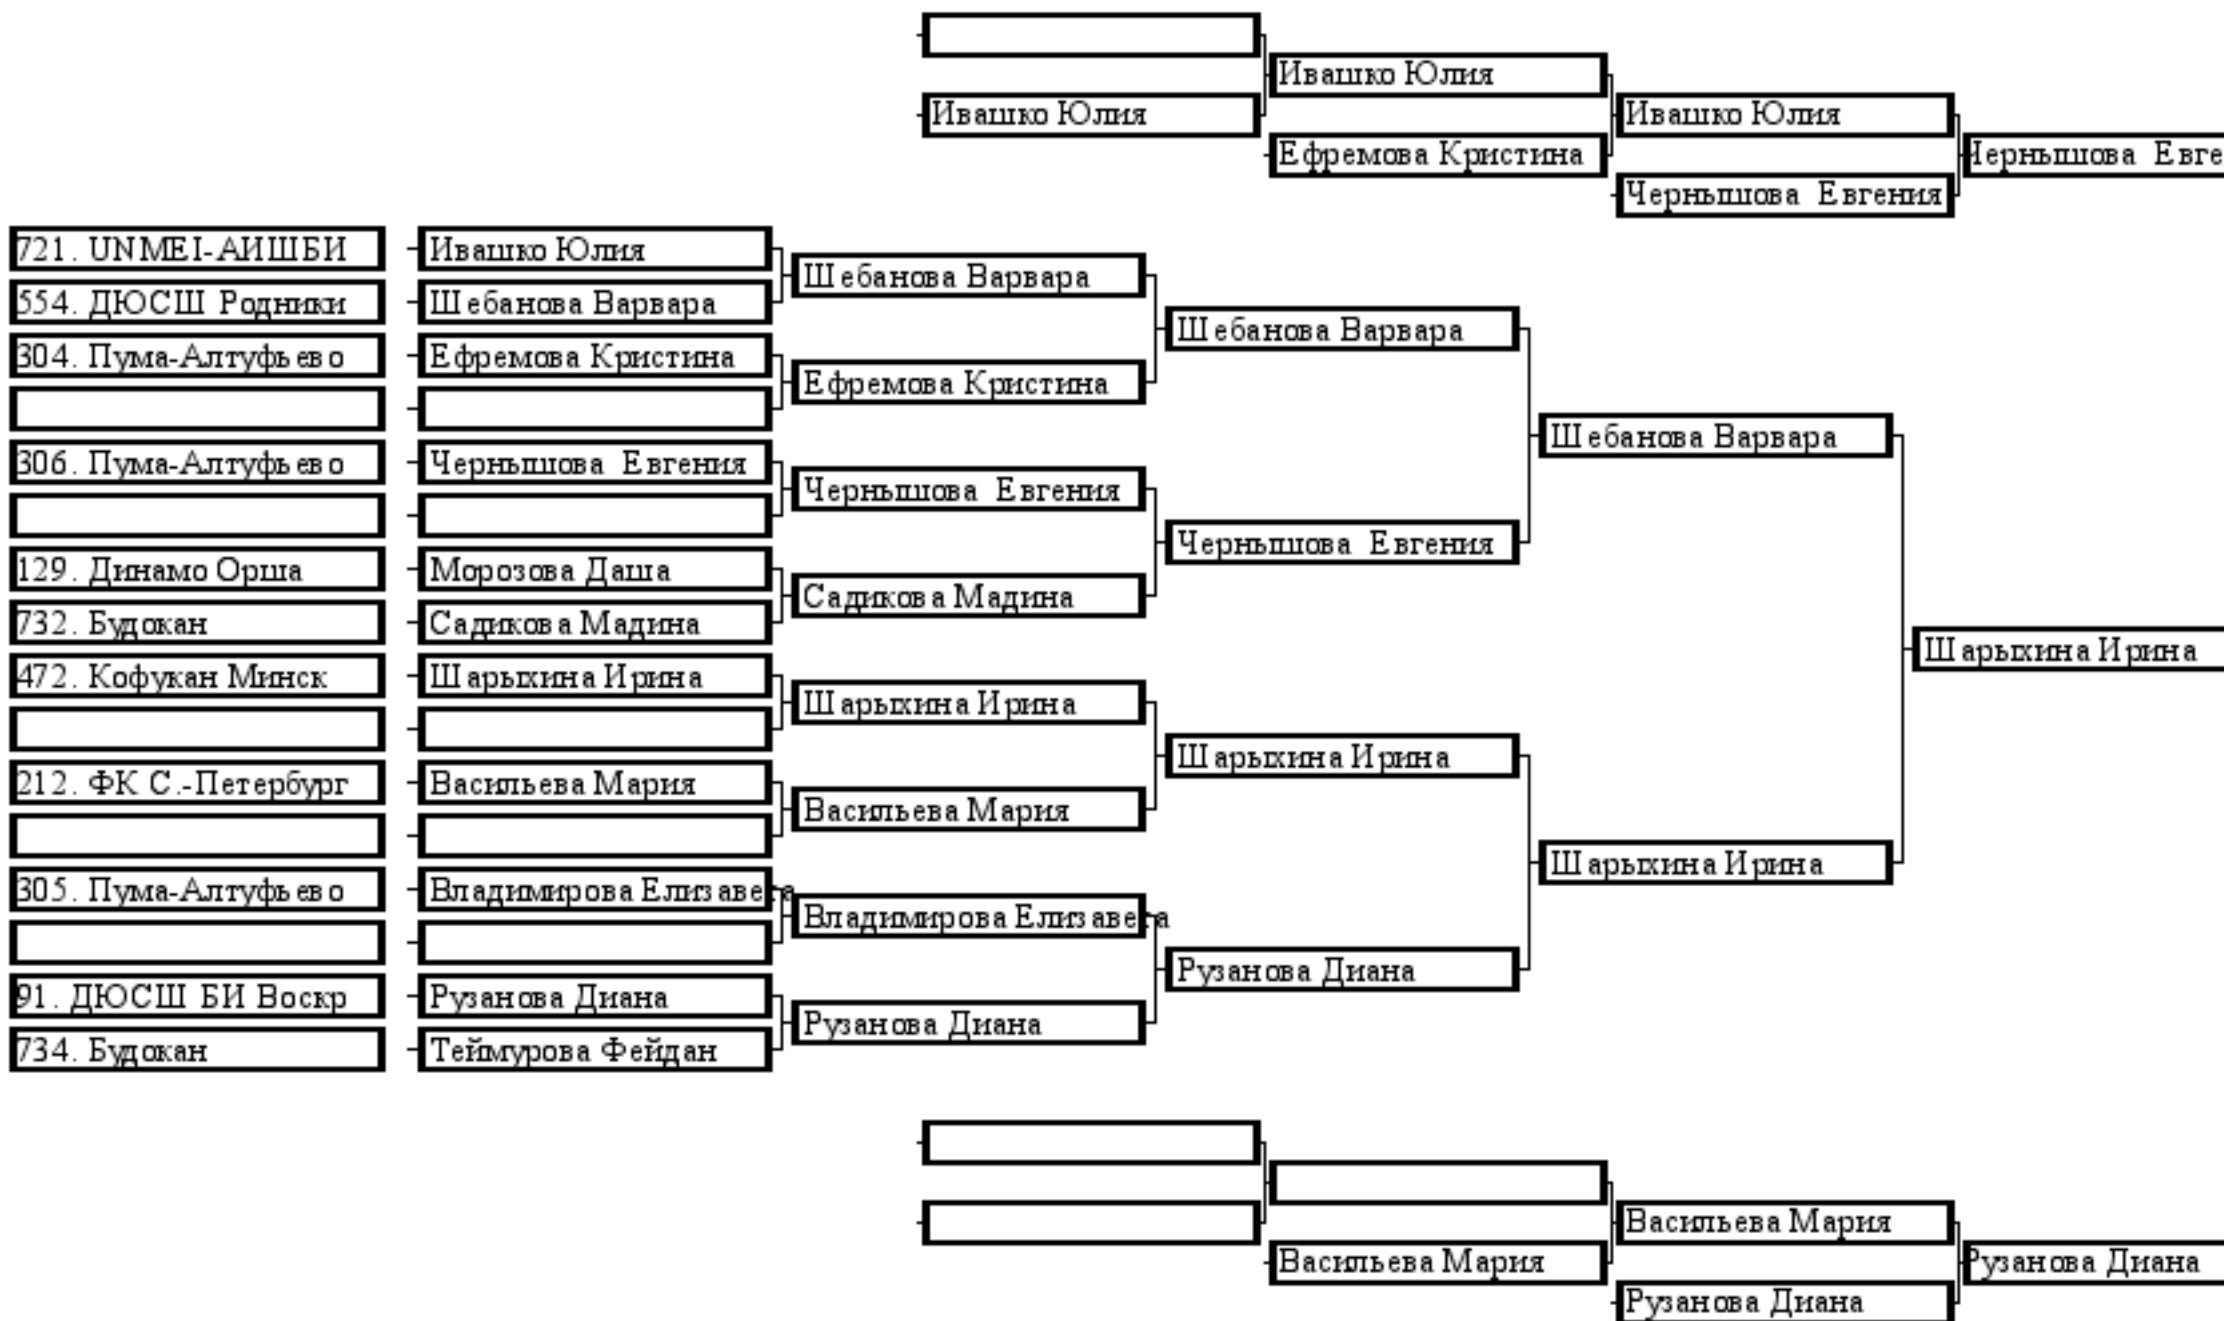 Ивашко Юлия
Ивашко Юлия
Ивашко Юлия
Ефремова Кристина
Чернышова Евге
Чернышова Евгения
721. UNMEI-АИШБИ
Ивашко Юлия
Шебанова Варвара
554. ДЮСШ Родники
Шебанова Варвара
Шебанова Варвара
304. Пума-Алтуфьево
Ефремова Кристина
Ефремова Кристина
Шебанова Варвара
306. Пума-Алтуфьево
Чернышова Евгения
Чернышова Евгения
Чернышова Евгения
129. Динамо Орша
Морозова Даша
Садикова Мадина
732. Будокан
Садикова Мадина
Шарыхина Ирина
472. Кофукан Минск
Шарыхина Ирина
Шарыхина Ирина
Шарыхина Ирина
212. ФК С.-Петербург
Васильева Мария
Васильева Мария
Шарыхина Ирина
305. Пума-Алтуфьево
Владимирова Елизавета
Владимирова Елизавета
Рузанова Диана
91. ДЮСШ БИ Воскр
Рузанова Диана
Рузанова Диана
734. Будокан
Теймурова Фейдан
Васильева Мария
Васильева Мария
Рузанова Диана
Рузанова Диана